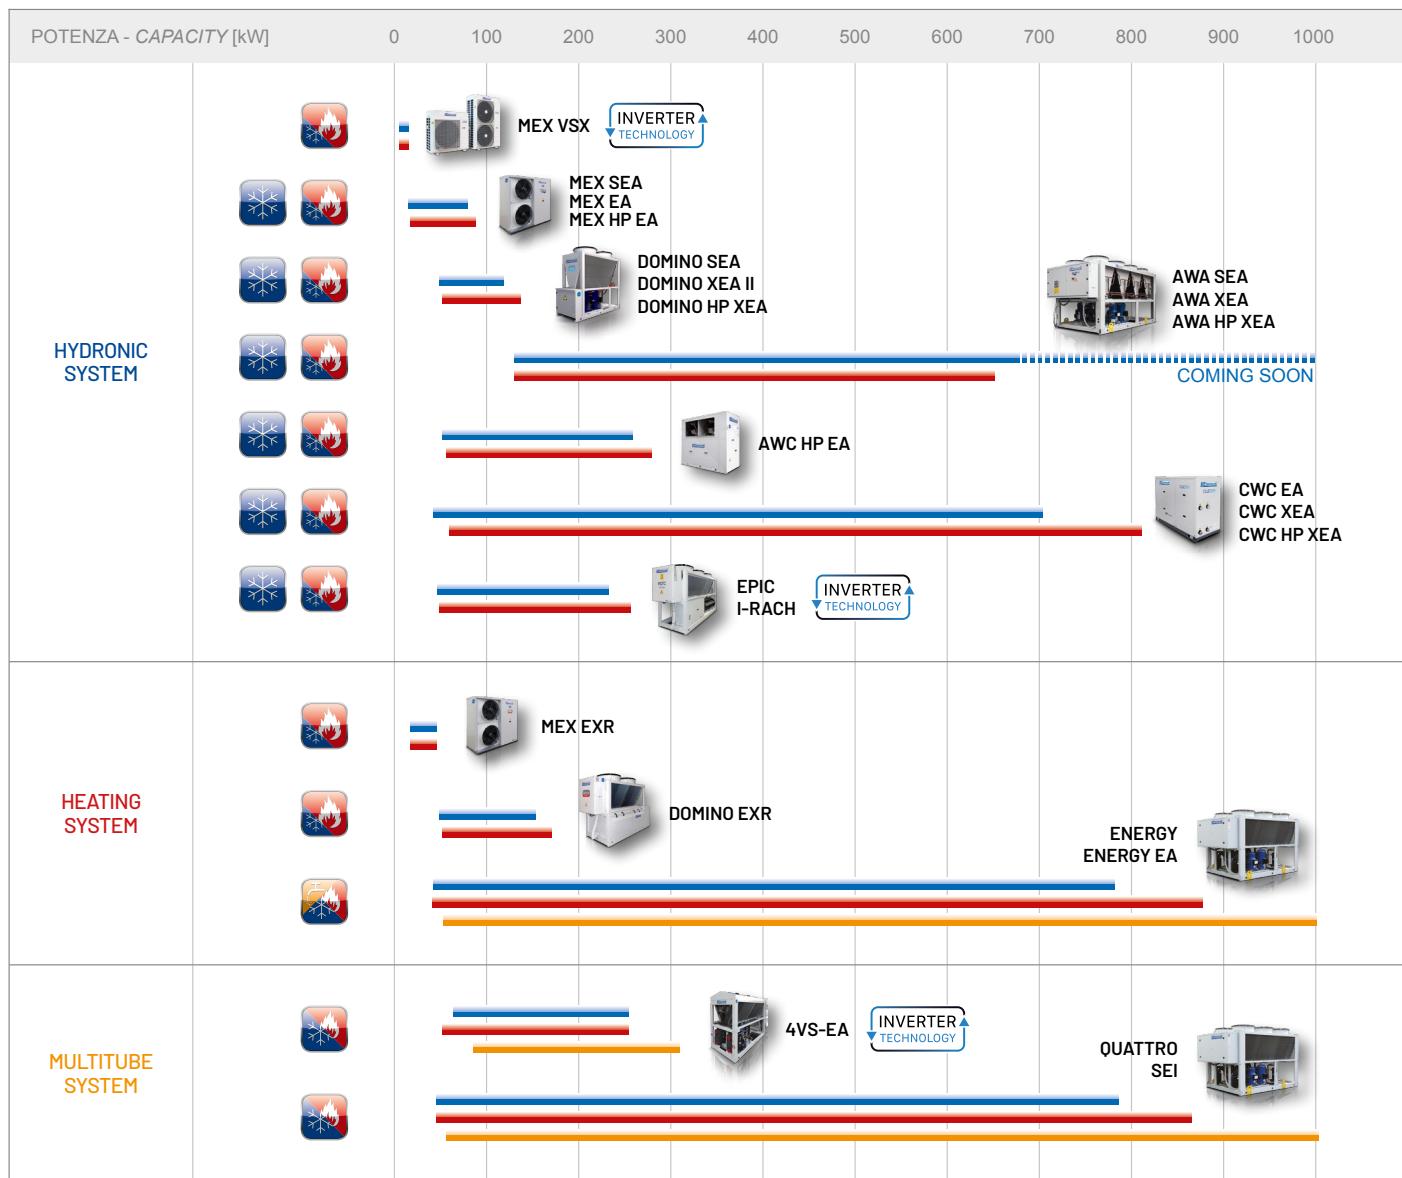 POTENZA - CAPACITY [kW]
0 100 200 300 400 500 600 700 800 900 1000
MEX VSX
INVERTER
TECHNOLOGY
MEX SEA
MEX EA
MEX HP EA
DOMINO SEA
DOMINO XEA II
DOMINO HP XEA
AWA SEA
AWA XEA
AWA HP XEA
HYDRONIC
SYSTEM
COMING SOON
AWC HP EA
CWC EA
CWC XEA
CWC HP XEA
EPIC
I-RACH
INVERTER
TECHNOLOGY
MEX EXR
HEATING
SYSTEM
DOMINO EXR
ENERGY
ENERGY EA
MULTITUBE
SYSTEM
4VS-EA
INVERTER
TECHNOLOGY
QUATTRO
SEI